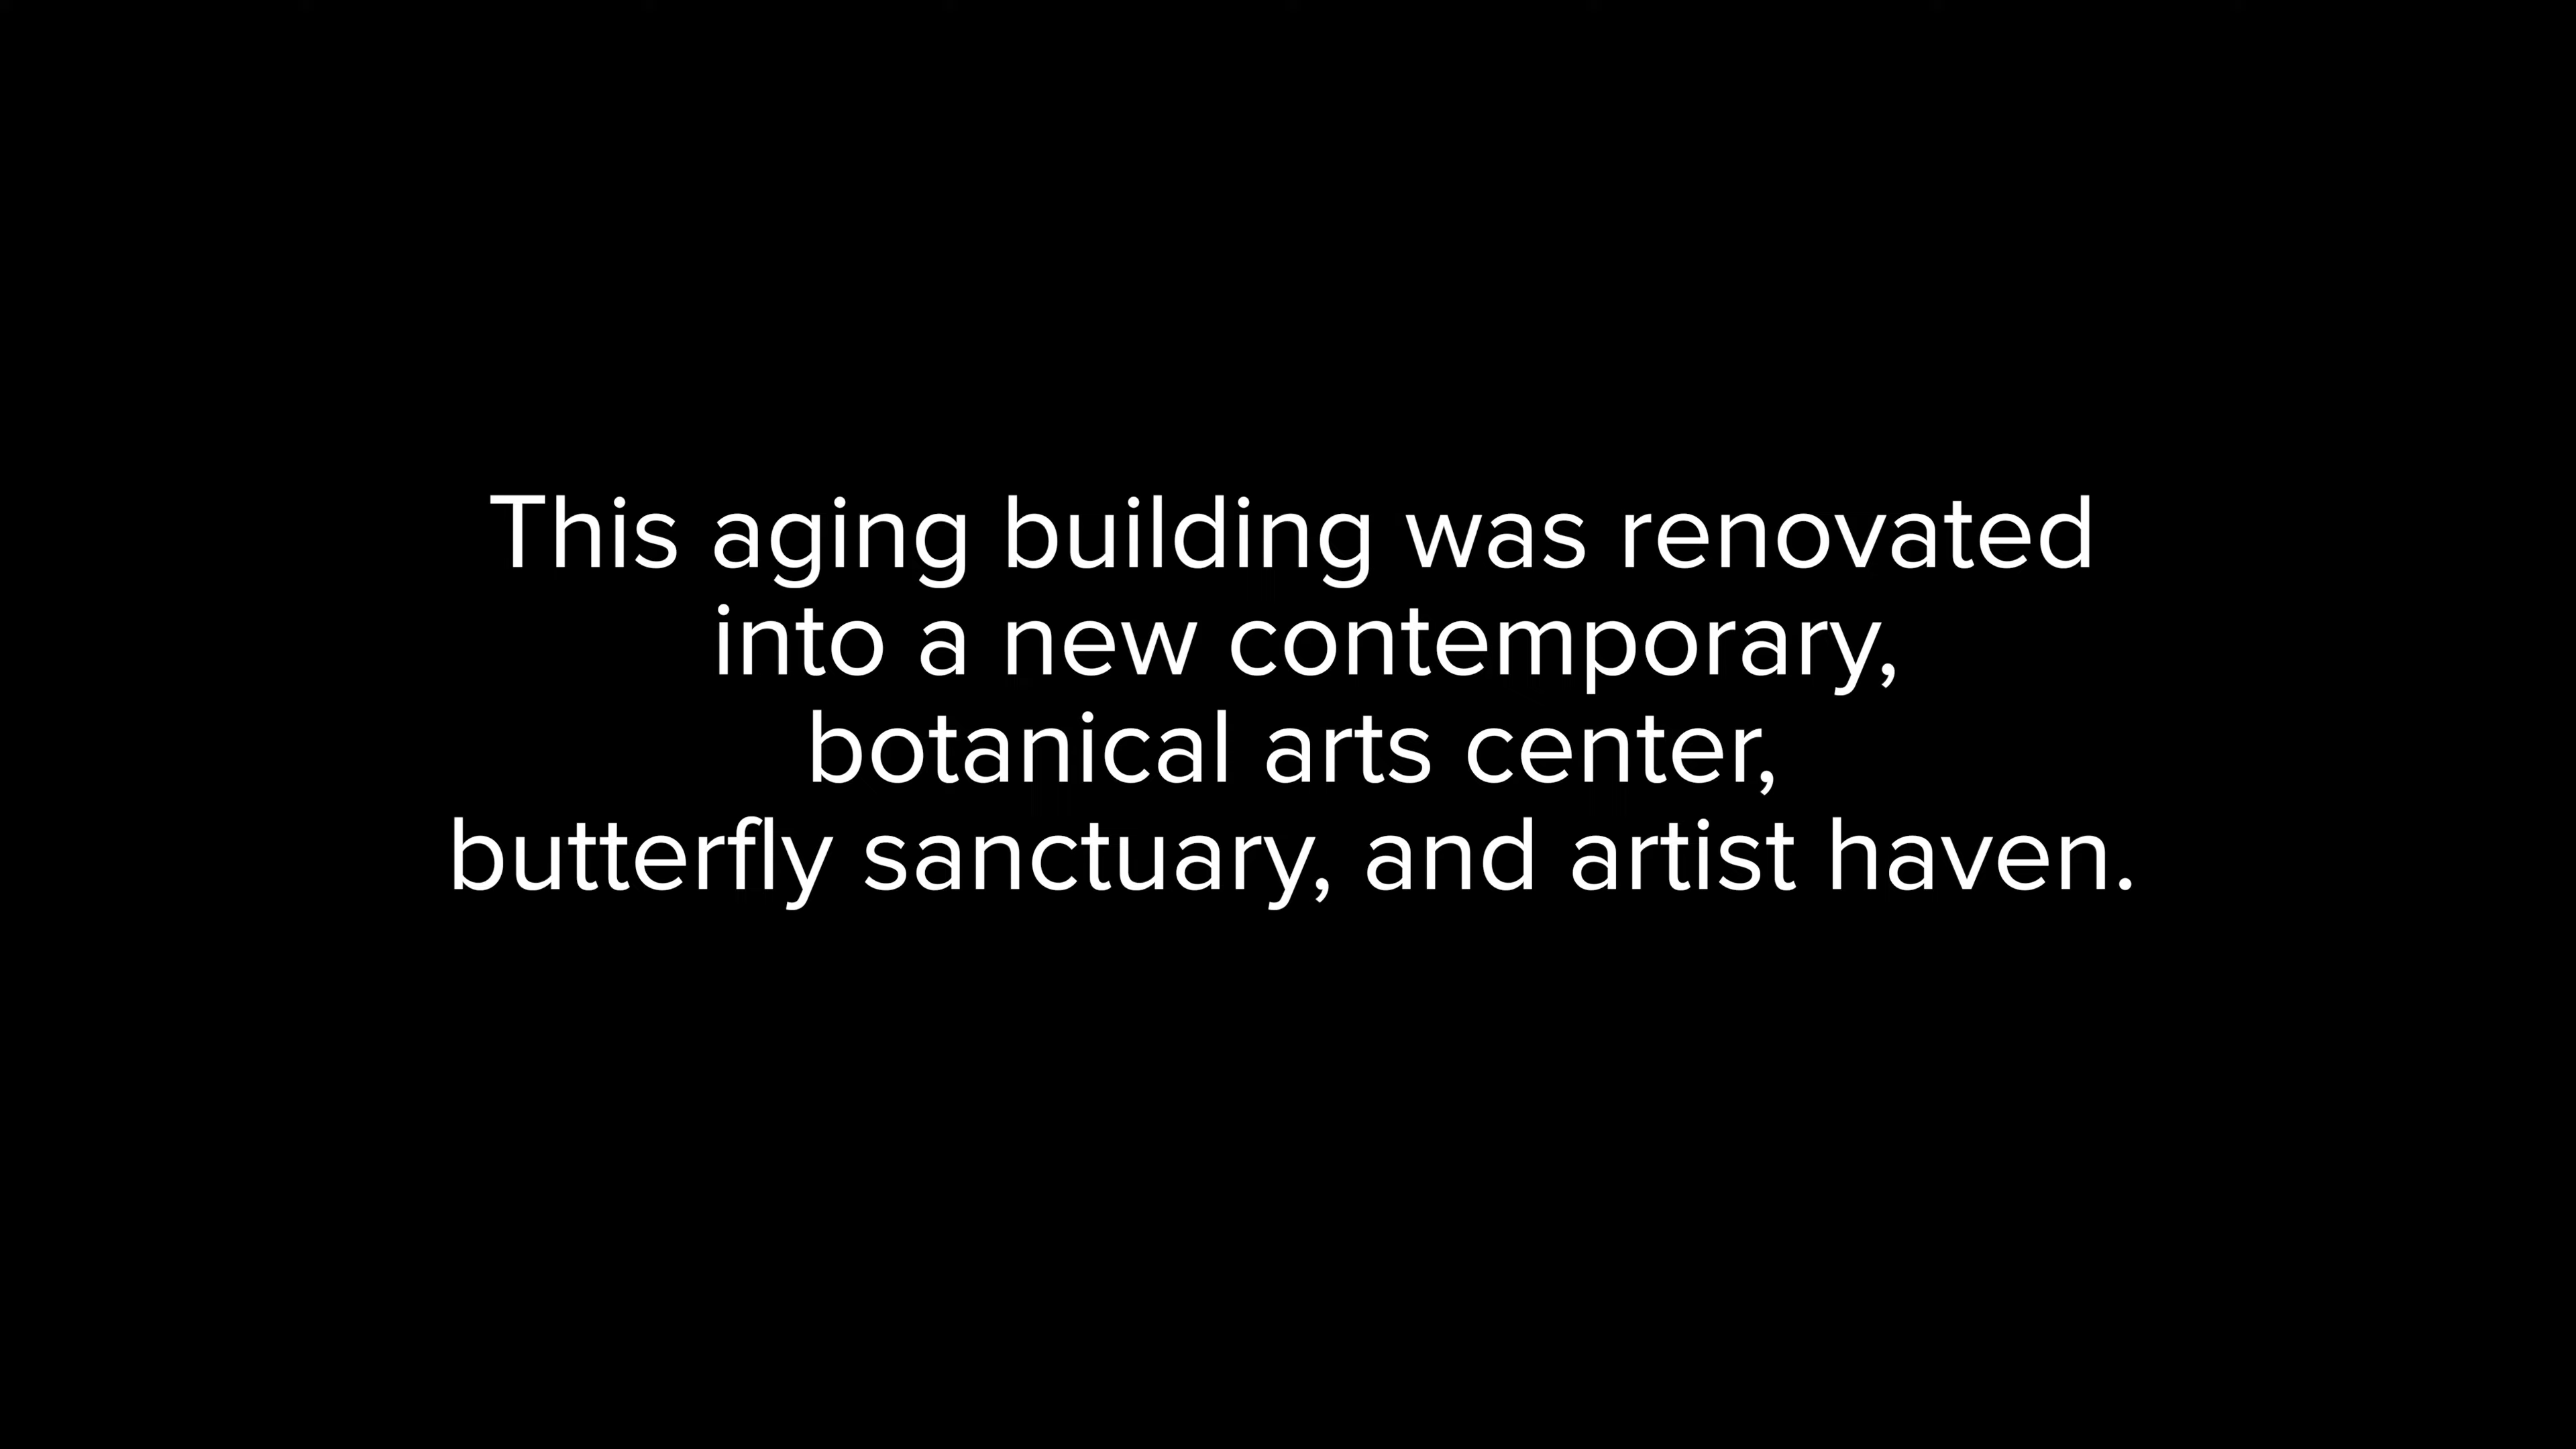 This aging building was renovated
into a new contemporary,
botanical arts center,
butterfly sanctuary, and artist haven.